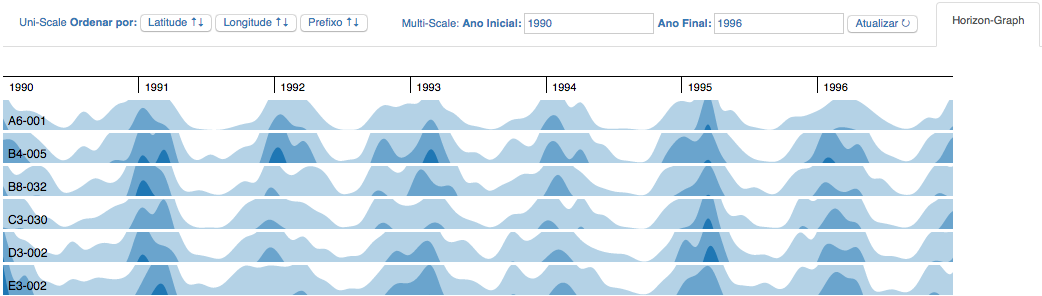 Uni-Scale Ordenar por: Latitude ↑↓ Longitude ↑↓ Prefixo ↑↓ Multi-Scale: Ano Inicial: 1990 Ano Final: 1996 Atualizar ↻ Horizon-Graph
1990 1991 1992 1993 1994 1995 1996
A6-001
B4-005
B8-032
C3-030
D3-002
E3-002